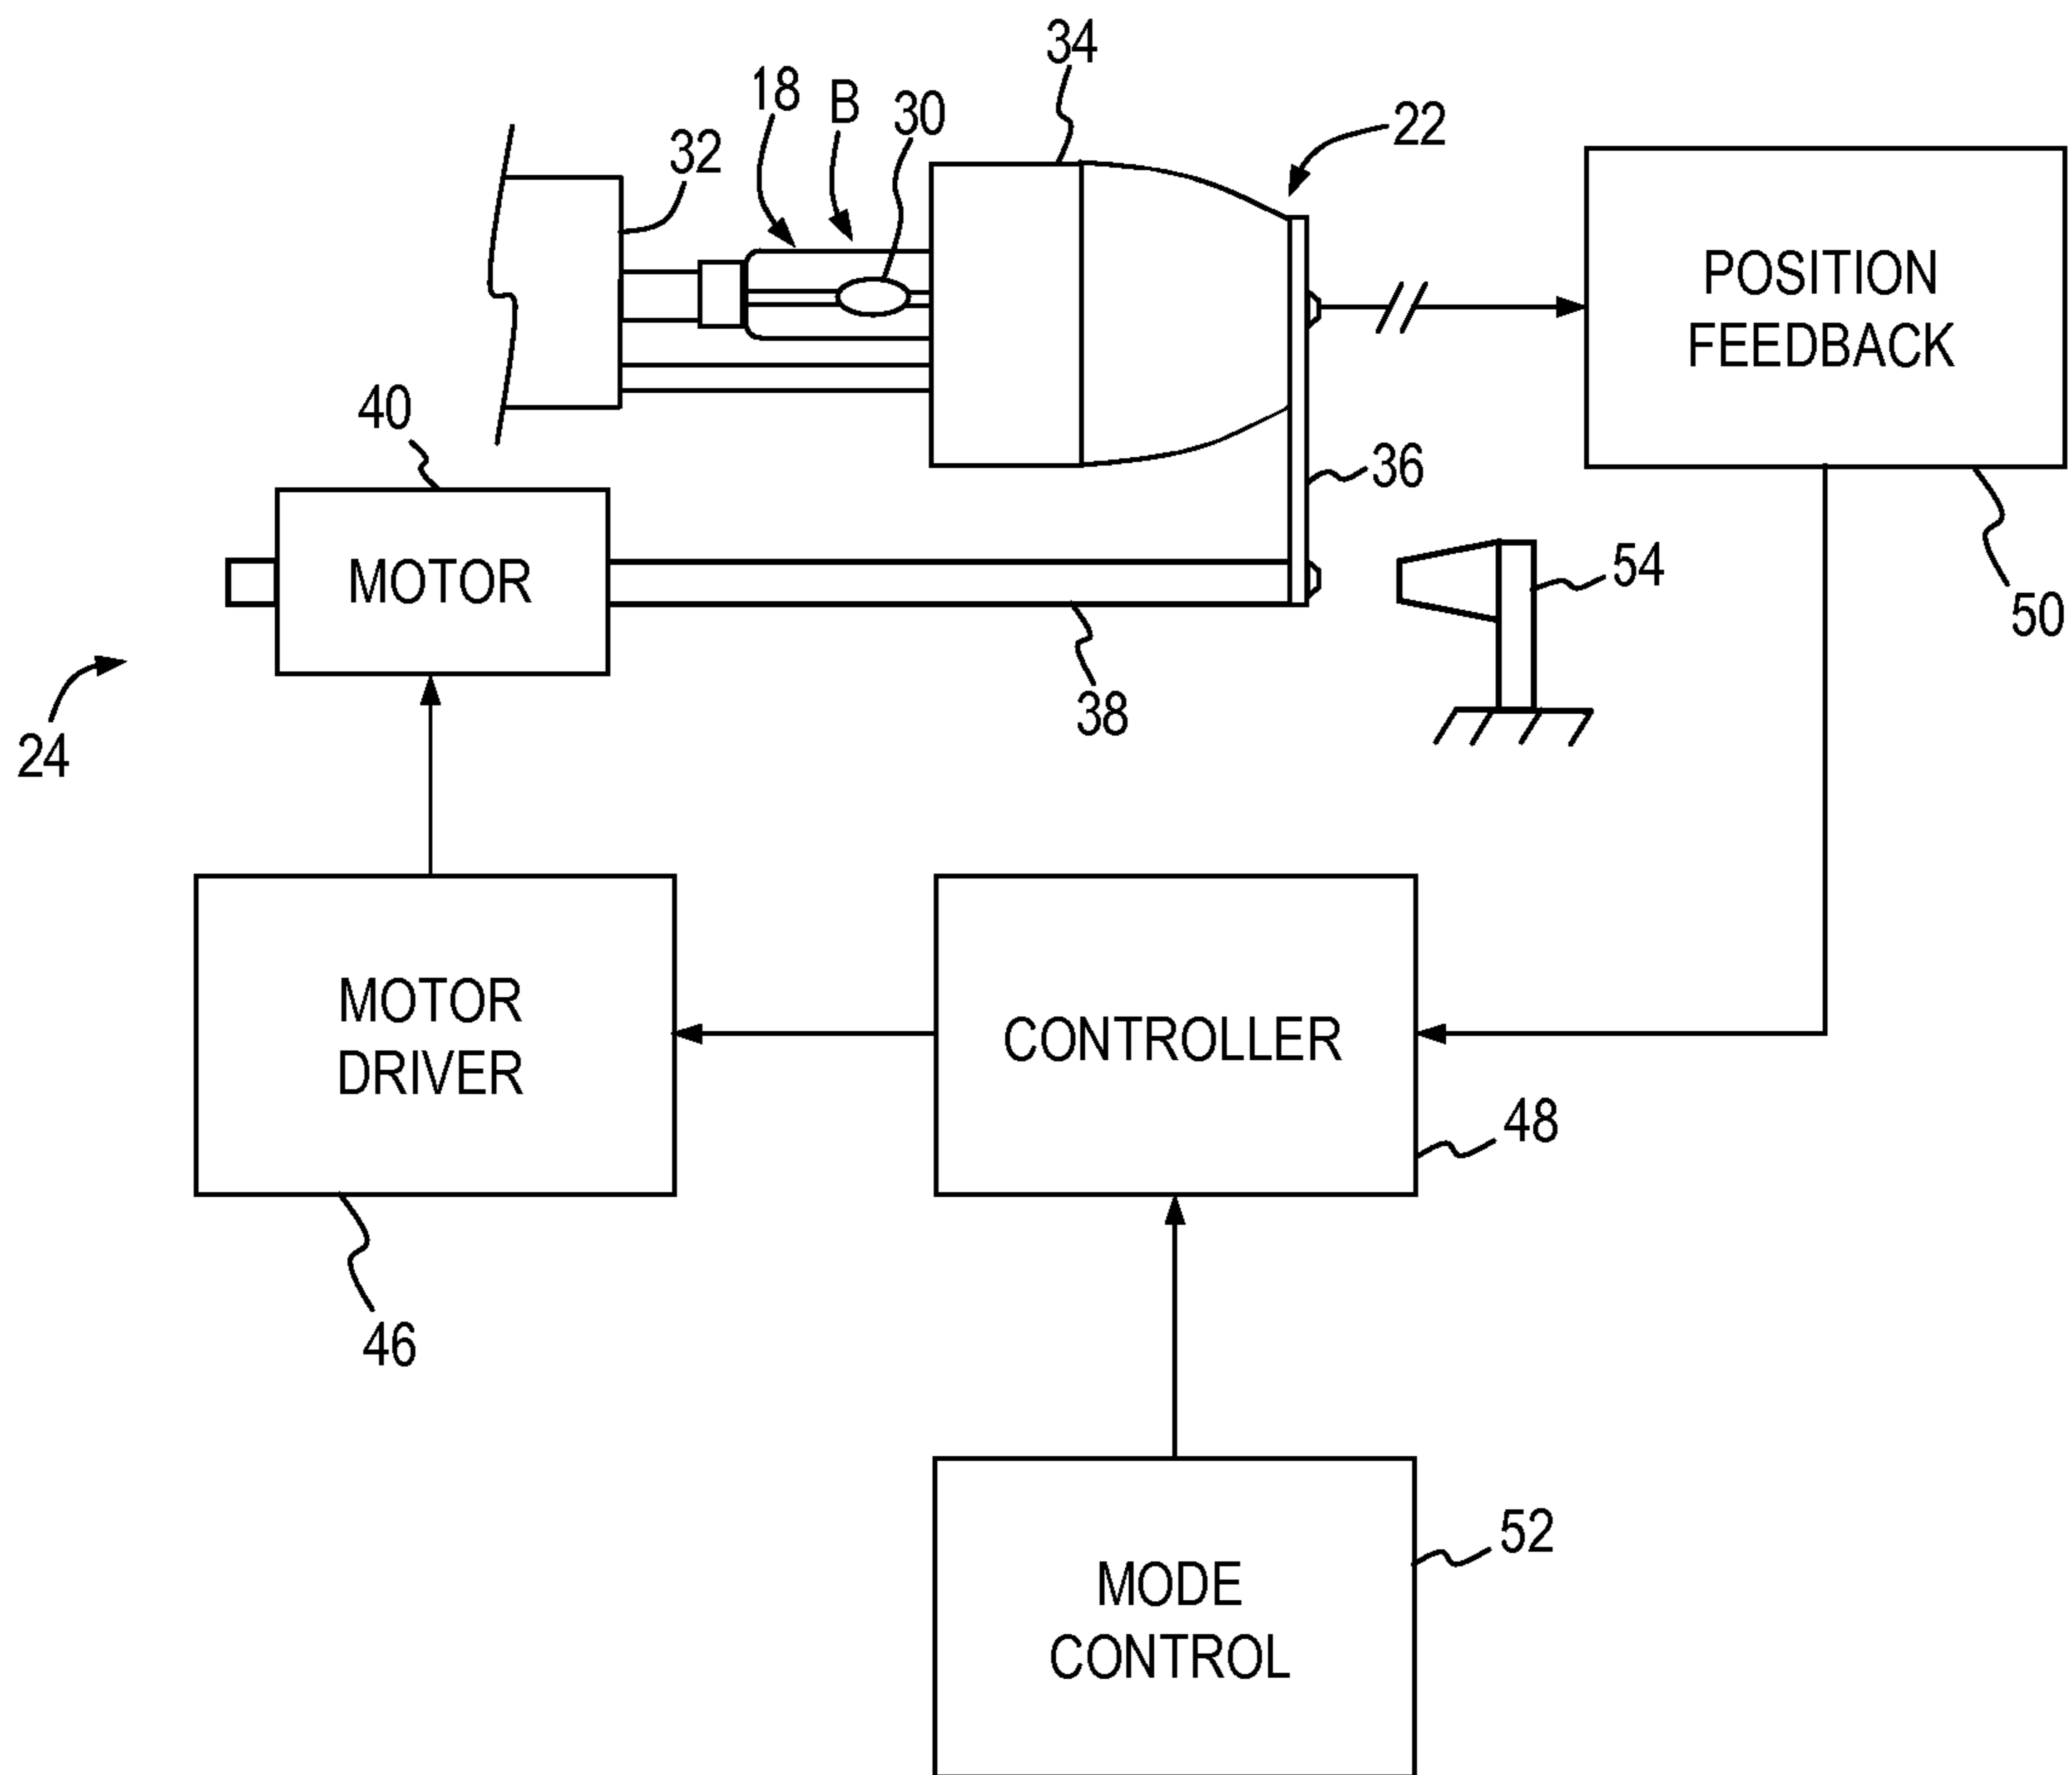 34
18
B
30
22
32
POSITION
FEEDBACK
40
36
MOTOR
54
50
38
24
MOTOR
DRIVER
CONTROLLER
48
46
52
MODE
CONTROL